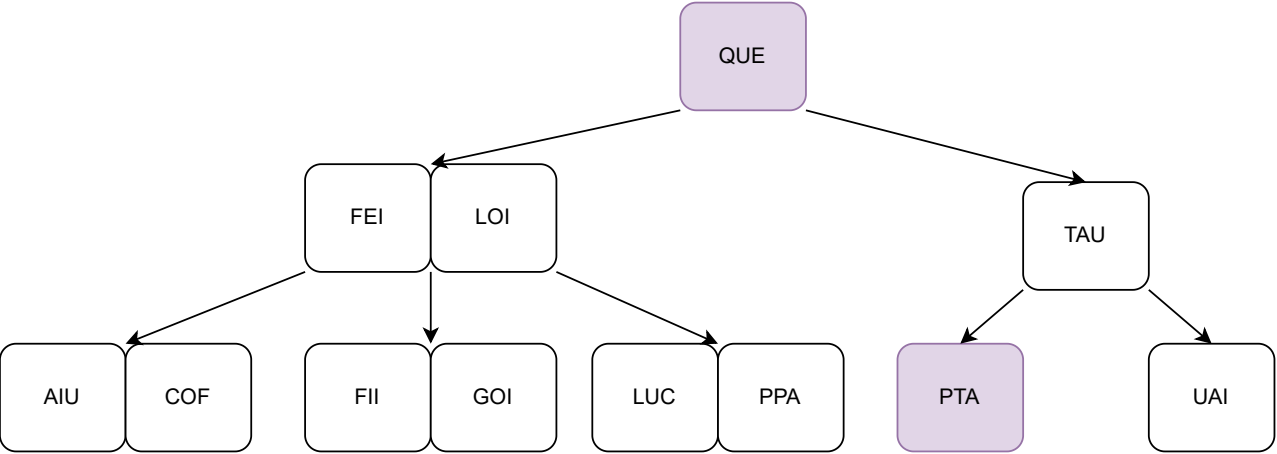 QUE
FEI LOI
TAU
AIU COF FII GOI LUC PPA PTA UAI